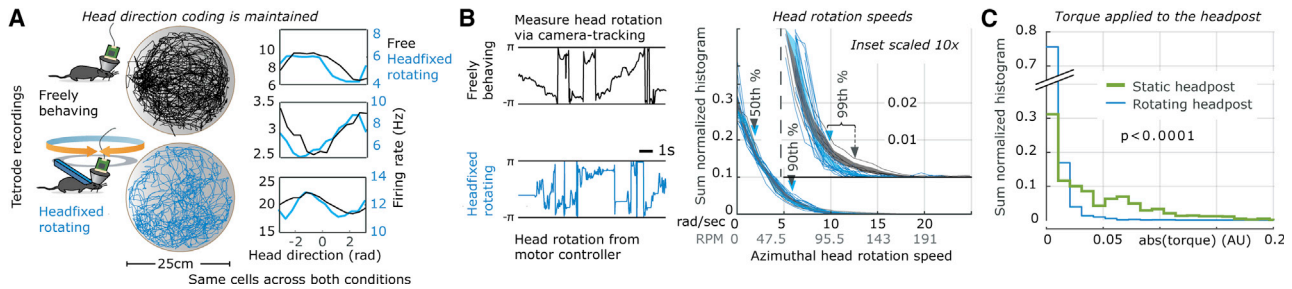 A
Head direction coding is maintained
Tetrode recordings
Freely behaving
Headfixed
rotating
25cm
10
8
6
8
6
4
Free
Headfixed
rotating
3.5
3.0
2.5
10
8
6
4
25
20
15
14
12
10
Firing rate (Hz)
-2 0 2
Head direction (rad)
Same cells across both conditions
B
Measure head rotation
via camera-tracking
Freely
behaving
π
-π
1s
Headfixed
rotating
π
-π
Head rotation from
motor controller
Head rotation speeds
Inset scaled 10x
Sum normalized histogram
0.3
0.2
0.1
0
50th %
90th %
99th %
0.02
0.01
rad/sec 5 10 15 20
RPM 0 47.5 95.5 143 191
Azimuthal head rotation speed
C
Torque applied to the headpost
Sum normalized histogram
0.8
0.7
0.3
0.2
0.1
0
Static headpost
Rotating headpost
p<0.0001
0 0.05 abs(torque) (AU) 0.2